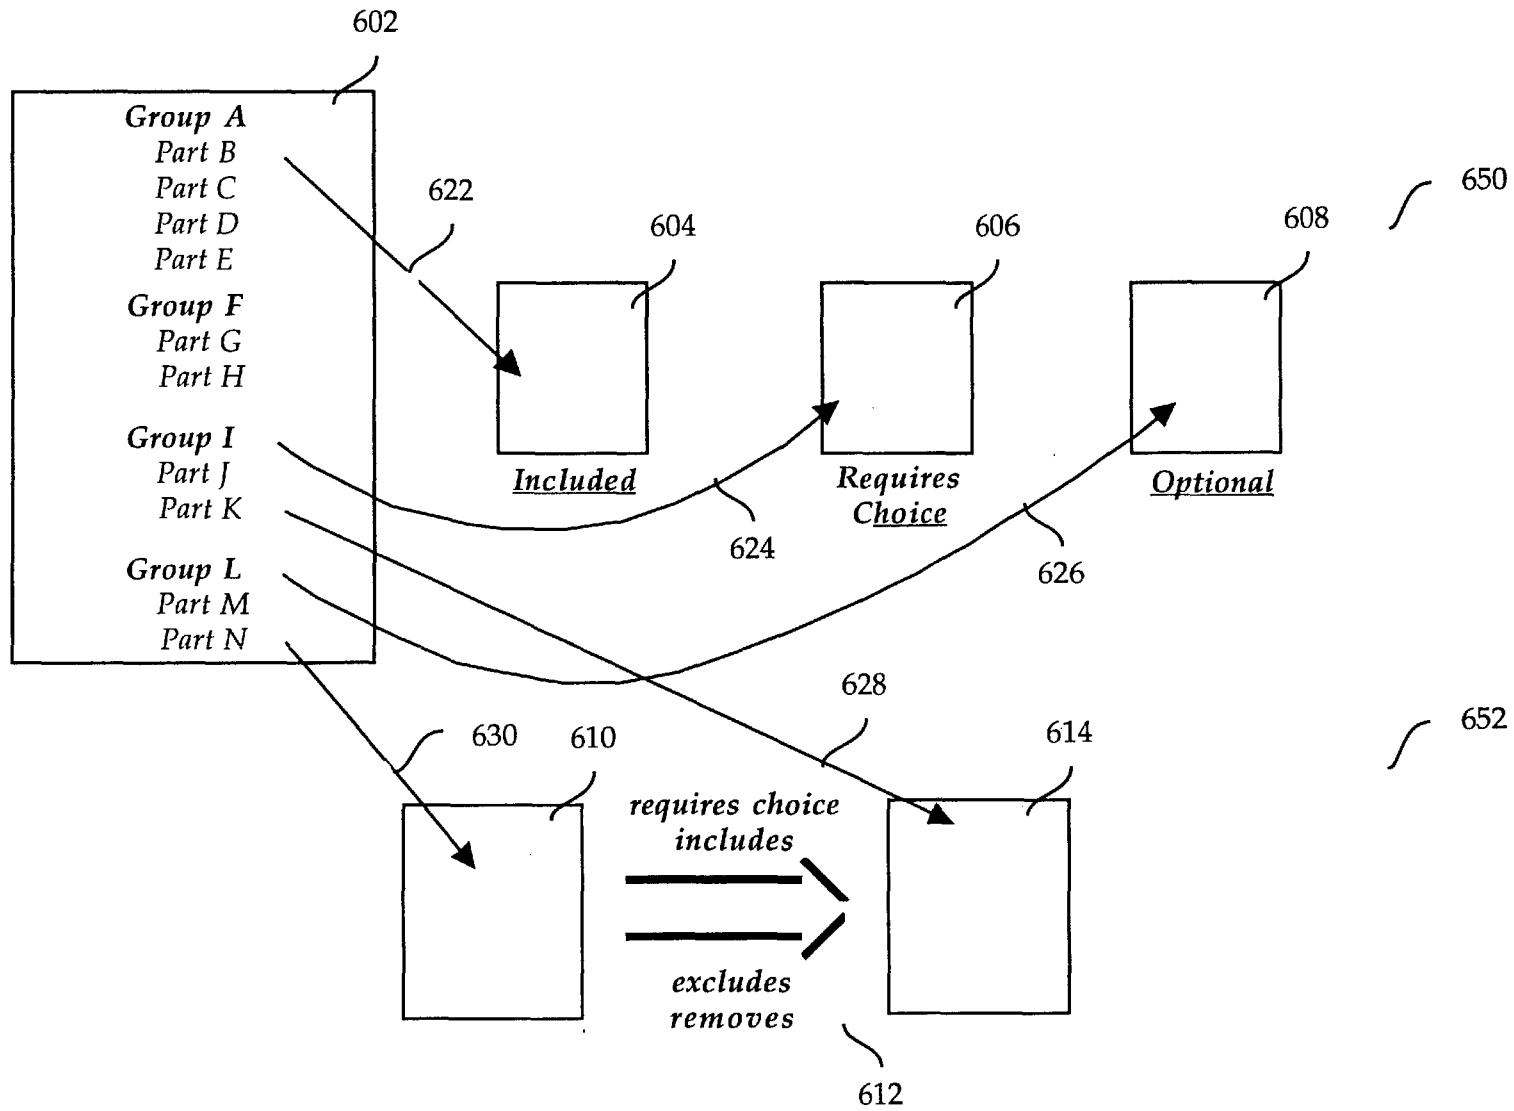 602
Group A
Part B
Part C
Part D
Part E
Group F
Part G
Part H
Group I
Part J
Part K
Group L
Part M
Part N
622
650
604
606
608
Included
Requires
Choice
Optional
624
626
628
652
630
610
614
requires choice
includes
excludes
removes
612